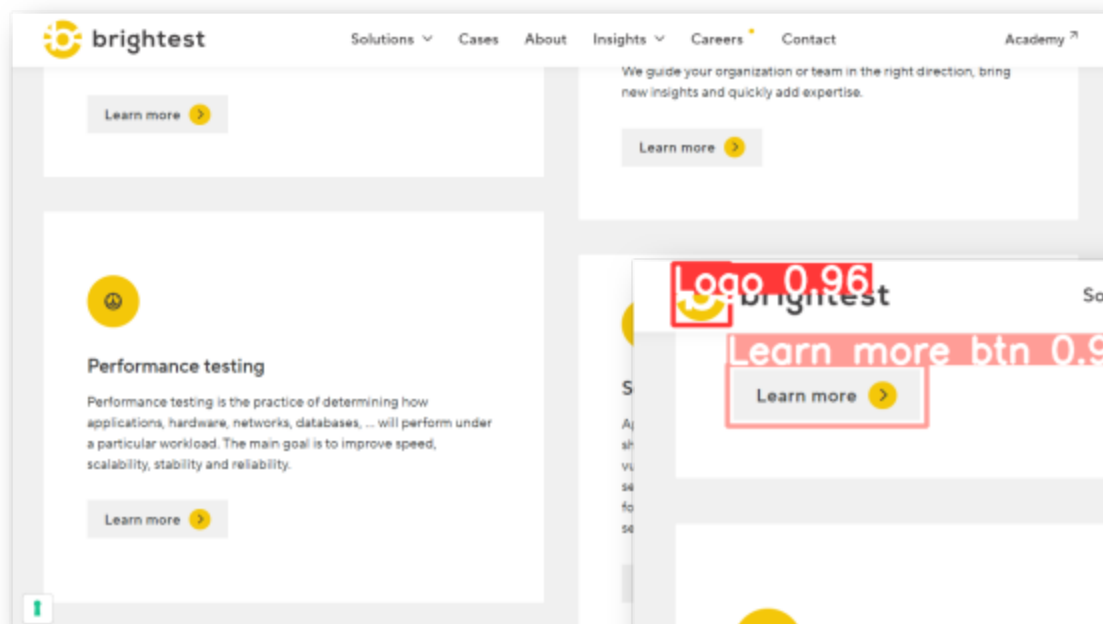 brightest
Solutions Cases About Insights Careers Contact Academy
Learn more
We guide your organization or team in the right direction, bring
new insights and quickly add expertise.
Learn more
Performance testing
Performance testing is the practice of determining how
applications, hardware, networks, databases, ... will perform under
a particular workload. The main goal is to improve speed,
scalability, stability and reliability.
Learn more
Logo 0.96
brightest
Learn more btn 0.9
Learn more